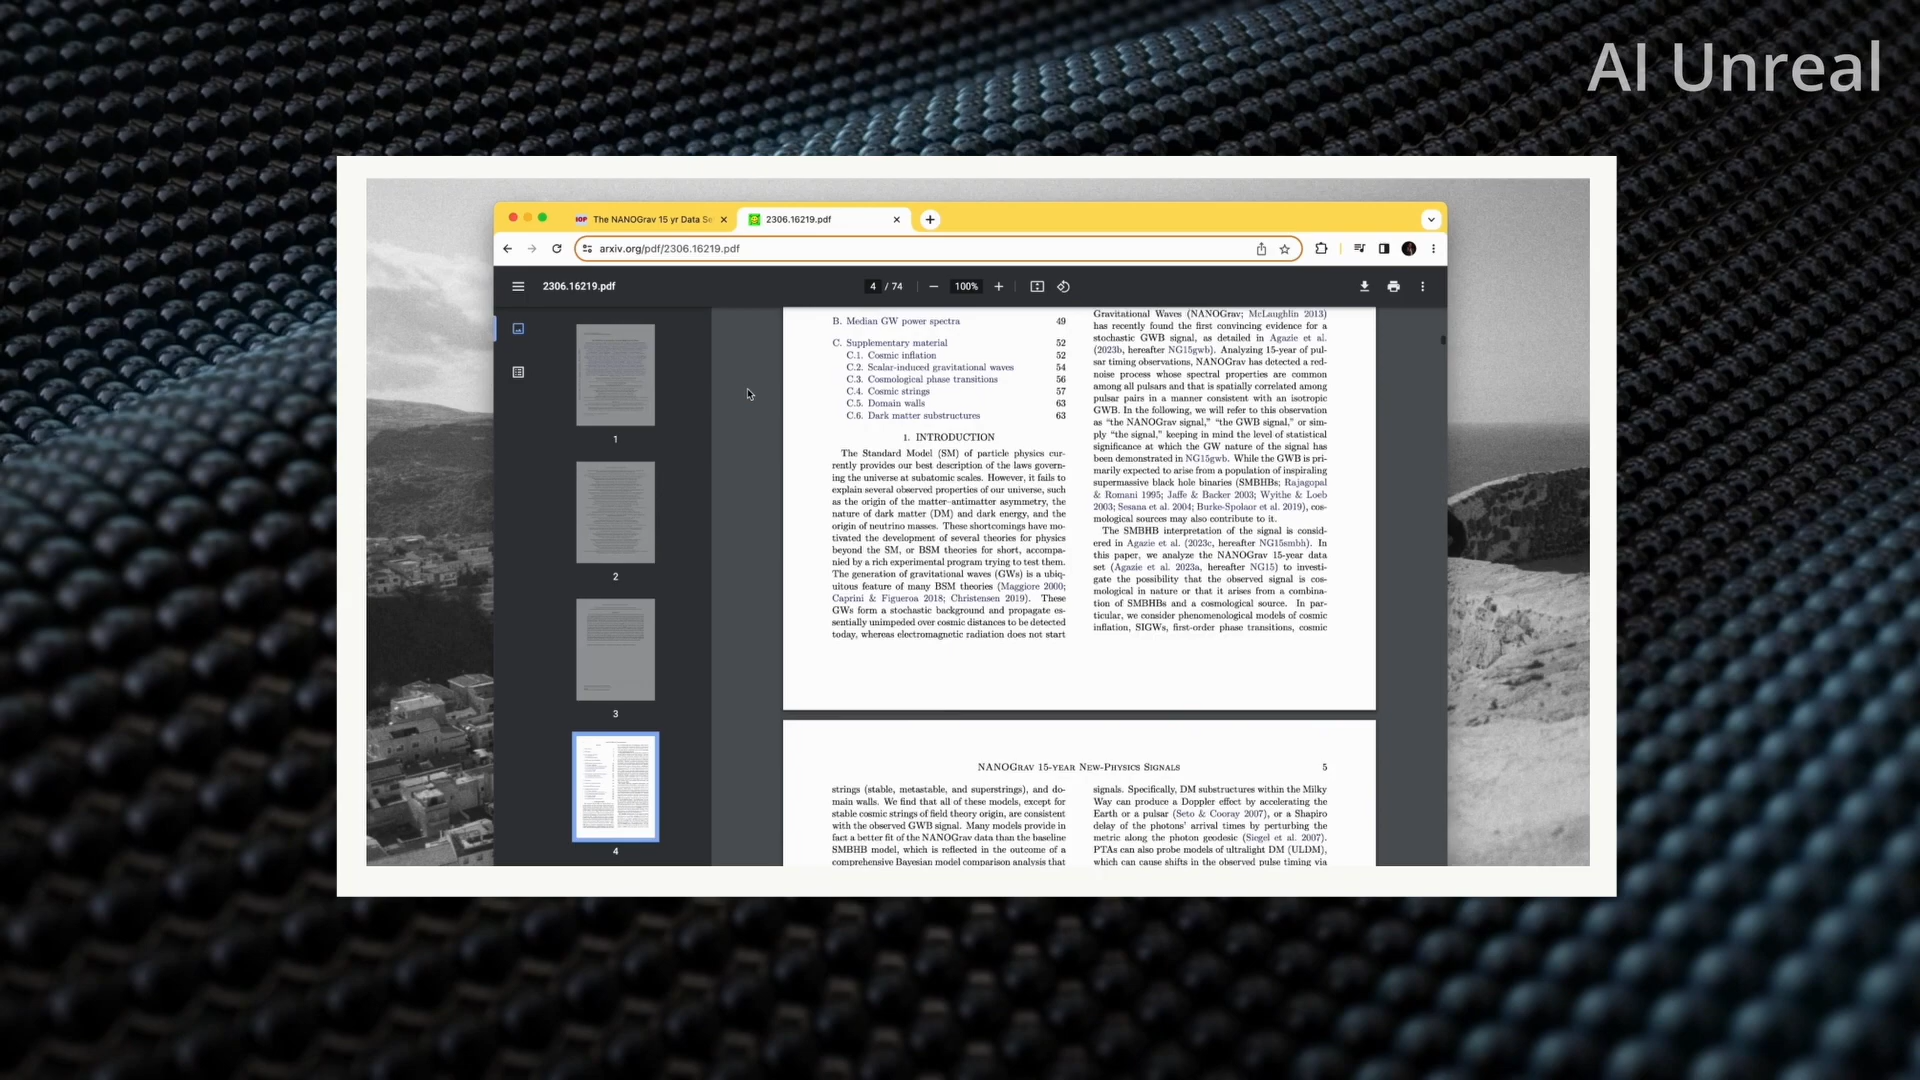 AI Unreal
The NANOGrav 15 yr Data Se
2306.16219.pdf
arxiv.org/pdf/2306.16219.pdf
2306.16219.pdf
4 / 74
100%
1
2
3
4
B. Median GW power spectra 49
C. Supplementary material 52
C.1. Cosmic inflation 52
C.2. Scalar-induced gravitational waves 54
C.3. Cosmological phase transitions 56
C.4. Cosmic strings 57
C.5. Domain walls 63
C.6. Dark matter substructures 63
1. INTRODUCTION
The Standard Model (SM) of particle physics cur-
rently provides our best description of the laws govern-
ing the universe at subatomic scales. However, it fails to
explain several observed properties of our universe, such
as the origin of the matter–antimatter asymmetry, the
nature of dark matter (DM) and dark energy, and the
origin of neutrino masses. These shortcomings have mo-
tivated the development of several theories for physics
beyond the SM, or BSM theories for short, accompa-
nied by a rich experimental program trying to test them.
The generation of gravitational waves (GWs) is a ubiq-
uitous feature of many BSM theories (Maggiore 2000;
Caprini & Figueroa 2018; Christensen 2019). These
GWs form a stochastic background and propagate es-
sentially unimpeded over cosmic distances to be detected
today, whereas electromagnetic radiation does not start
Gravitational Waves (NANOGrav; McLaughlin 2013)
has recently found the first convincing evidence for a
stochastic GWB signal, as detailed in Agazie et al.
(2023b, hereafter NG15gwb). Analyzing 15-year of pul-
sar timing observations, NANOGrav has detected a red-
noise process whose spectral properties are common
among all pulsars and that is spatially correlated among
pulsar pairs in a manner consistent with an isotropic
GWB. In the following, we will refer to this observation
as “the NANOGrav signal,” “the GWB signal,” or sim-
ply “the signal,” keeping in mind the level of statistical
significance at which the GW nature of the signal has
been demonstrated in NG15gwb. While the GWB is pri-
marily expected to arise from a population of inspiraling
supermassive black hole binaries (SMBHBs; Rajagopal
& Romani 1995; Jaffe & Backer 2003; Wyithe & Loeb
2003; Sesana et al. 2004; Burke-Spolaor et al. 2019), cos-
mological sources may also contribute to it.
The SMBHB interpretation of the signal is consid-
ered in Agazie et al. (2023c, hereafter NG15smbh). In
this paper, we analyze the NANOGrav 15-year data
set (Agazie et al. 2023a, hereafter NG15) to investi-
gate the possibility that the observed signal is cos-
mological in nature or that it arises from a combina-
tion of SMBHBs and a cosmological source. In par-
ticular, we consider phenomenological models of cosmic
inflation, SIGWs, first-order phase transitions, cosmic
NANOGrav 15-year New-Physics Signals 5
strings (stable, metastable, and superstrings), and do-
main walls. We find that all of these models, except for
stable cosmic strings of field theory origin, are consistent
with the observed GWB signal. Many models provide in
fact a better fit of the NANOGrav data than the baseline
SMBHB model, which is reflected in the outcome of a
comprehensive Bayesian model comparison analysis that
signals. Specifically, DM substructures within the Milky
Way can produce a Doppler effect by accelerating the
Earth or a pulsar (Seto & Cooray 2007), or a Shapiro
delay of the photons’ arrival times by perturbing the
metric along the photon geodesic (Siegel et al. 2007).
PTAs can also probe models of ultralight DM (ULDM),
which can cause shifts in the observed pulse timing via